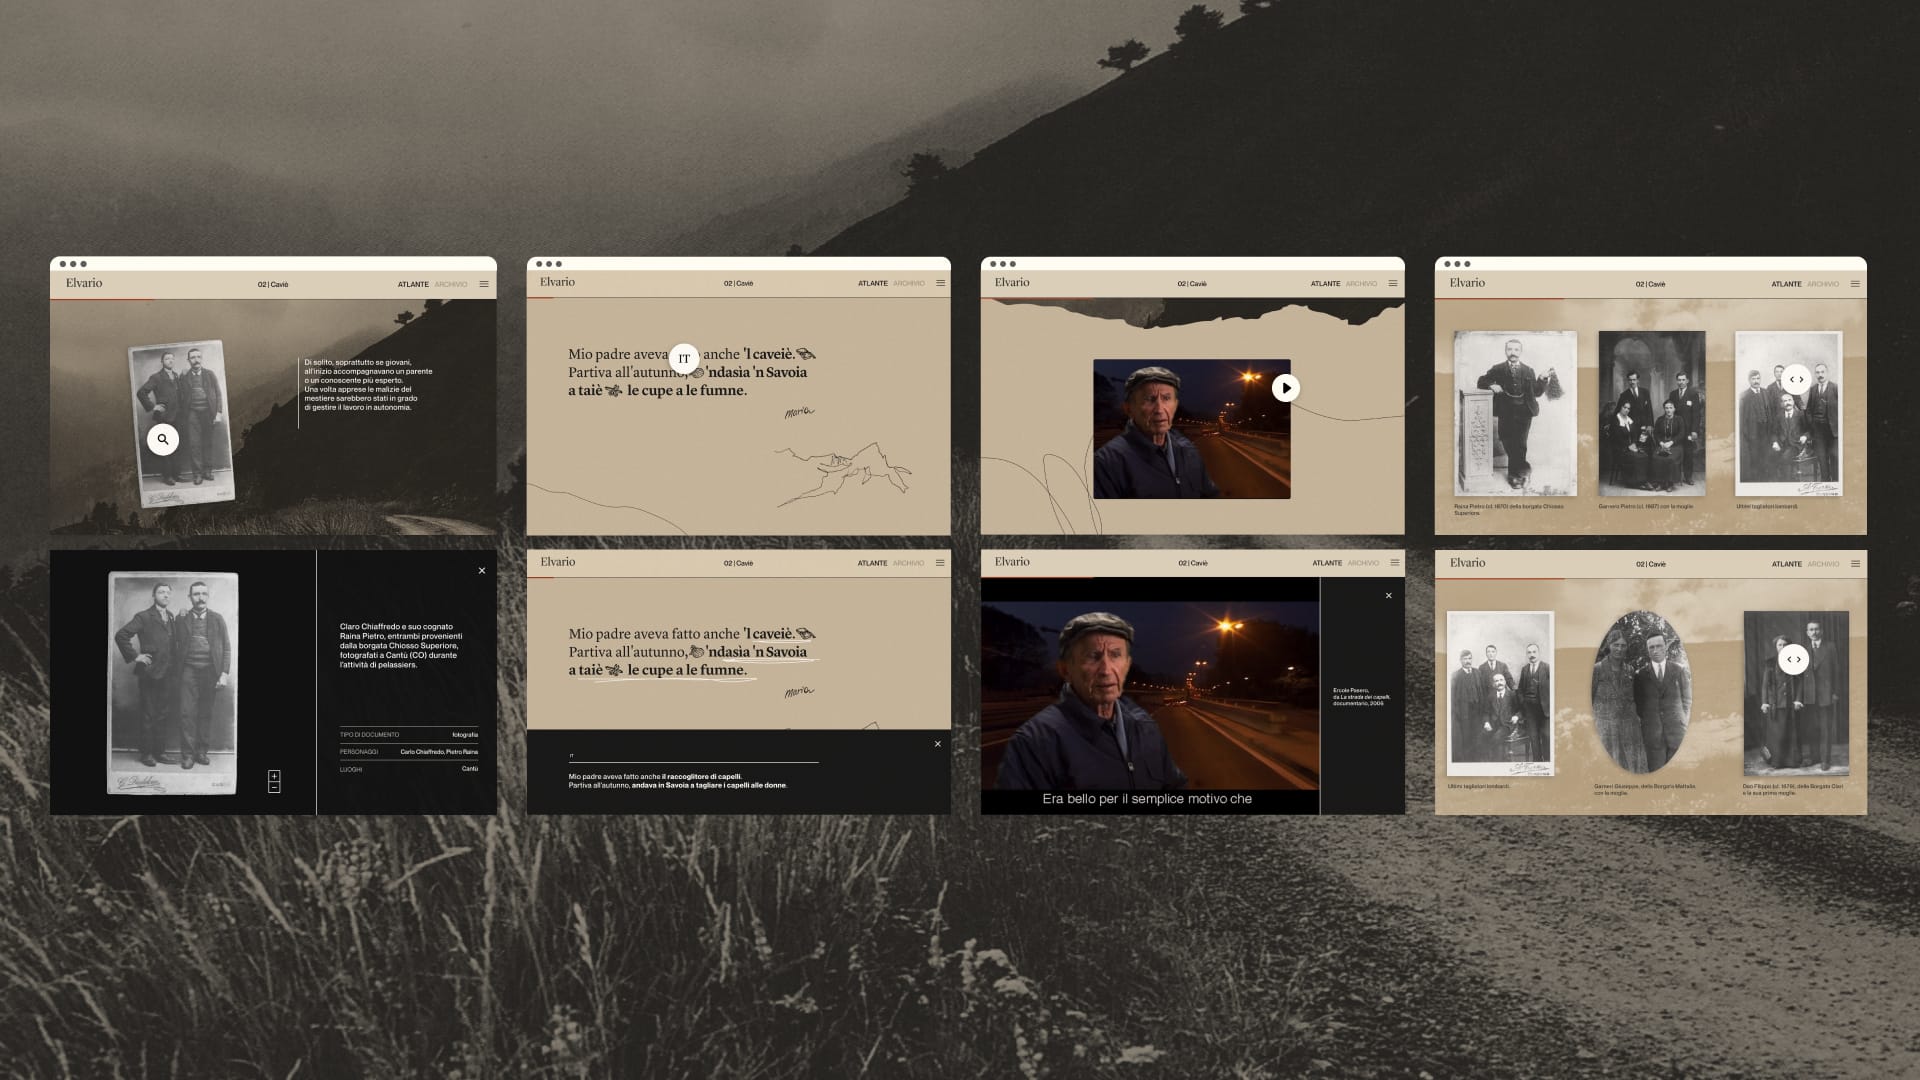 Elvario
02 | Caviè
ATLANTE ARCHIVIO
Di solito, soprattutto se giovani,
all'inizio accompagnavano un parente
o un conoscente più esperto.
Una volta apprese le malizie del
mestiere sarebbero stati in grado
di gestire il lavoro in autonomia.
Elvario
02 | Caviè
ATLANTE ARCHIVIO
Mio padre aveva IT anche 'l caveiè.
Partiva all'autunno, 'ndasìa 'n Savoia
a taiè le cupe a le fumne.
Maria
Elvario
02 | Caviè
ATLANTE ARCHIVIO
Elvario
02 | Caviè
ATLANTE ARCHIVIO
Raina Pietro (cl. 1870) della borgata Chiosso
Superiore.
Garnero Pietro (cl. 1887) con la moglie.
Ultimi tagliatori lombardi.
Claro Chiaffredo e suo cognato
Raina Pietro, entrambi provenienti
dalla borgata Chiosso Superiore,
fotografati a Cantù (CO) durante
l'attività di pelassiers.
TIPO DI DOCUMENTO fotografia
PERSONAGGI Carlo Chiaffredo, Pietro Raina
LUOGHI Cantù
Elvario
02 | Caviè
ATLANTE ARCHIVIO
Mio padre aveva fatto anche 'l caveiè.
Partiva all'autunno, 'ndasìa 'n Savoia
a taiè le cupe a le fumne.
Maria
IT
Mio padre aveva fatto anche il raccoglitore di capelli.
Partiva all'autunno, andava in Savoia a tagliare i capelli alle donne.
Elvario
02 | Caviè
ATLANTE ARCHIVIO
Ercole Pasero,
da La strada dei capelli,
documentario, 2006
Era bello per il semplice motivo che
Elvario
02 | Caviè
ATLANTE ARCHIVIO
Ultimi tagliatori lombardi.
Garneri Giuseppe, della Borgata Mattalia,
con la moglie.
Deo Filippo (cl. 1879), della Borgata Clari
e la sua prima moglie.